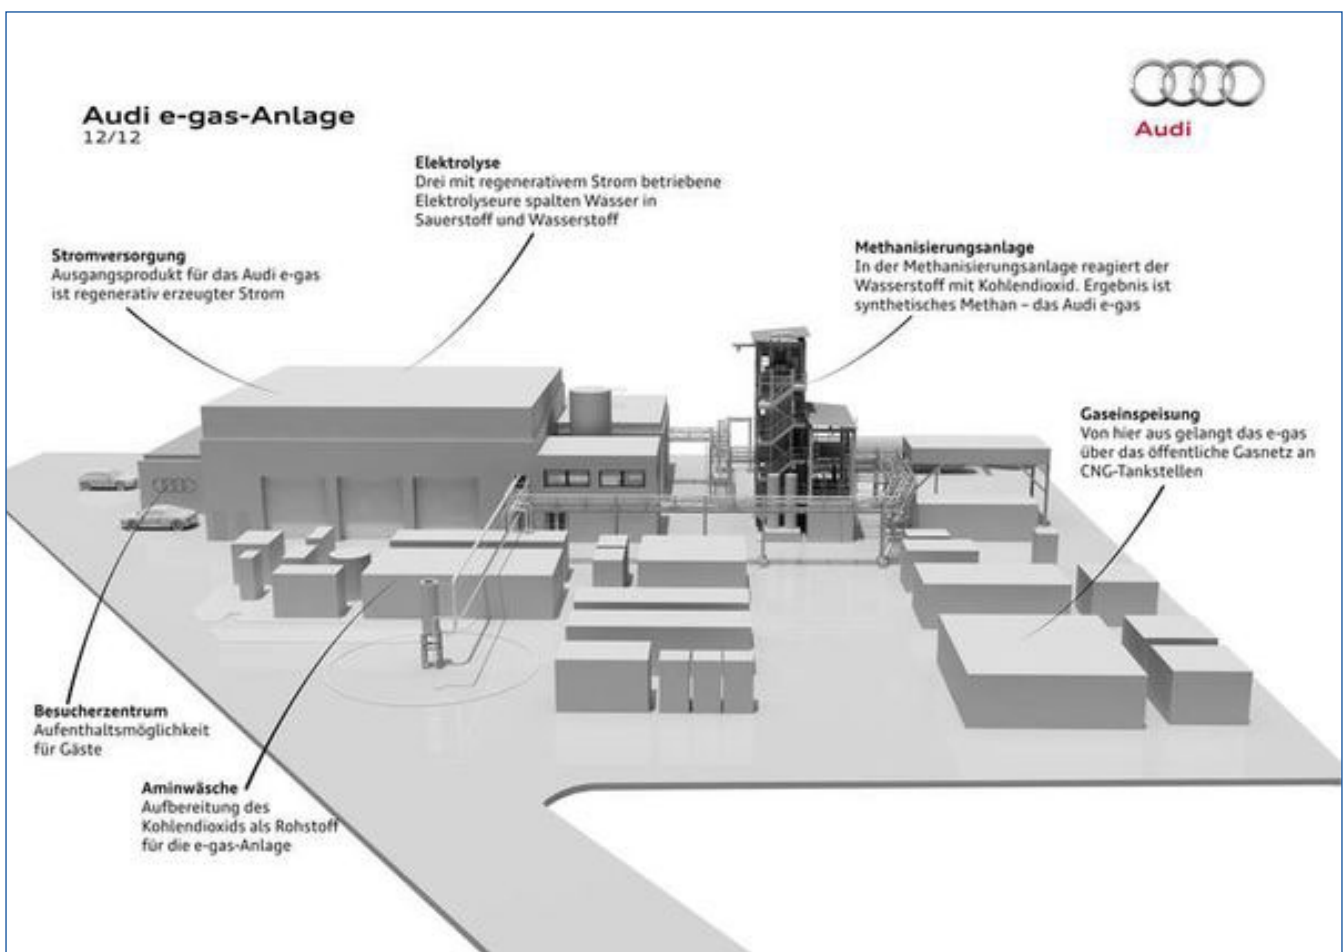 Audi e-gas-Anlage
12/12
Audi
Elektrolyse
Drei mit regenerativem Strom betriebene
Elektrolyseure spalten Wasser in
Sauerstoff und Wasserstoff
Stromversorgung
Ausgangsprodukt für das Audi e-gas
ist regenerativ erzeugter Strom
Methanisierungsanlage
In der Methanisierungsanlage reagiert der
Wasserstoff mit Kohlendioxid. Ergebnis ist
synthetisches Methan – das Audi e-gas
Gaseinspeisung
Von hier aus gelangt das e-gas
über das öffentliche Gasnetz an
CNG-Tankstellen
Besucherzentrum
Aufenthaltsmöglichkeit
für Gäste
Aminwäsche
Aufbereitung des
Kohlendioxids als Rohstoff
für die e-gas-Anlage